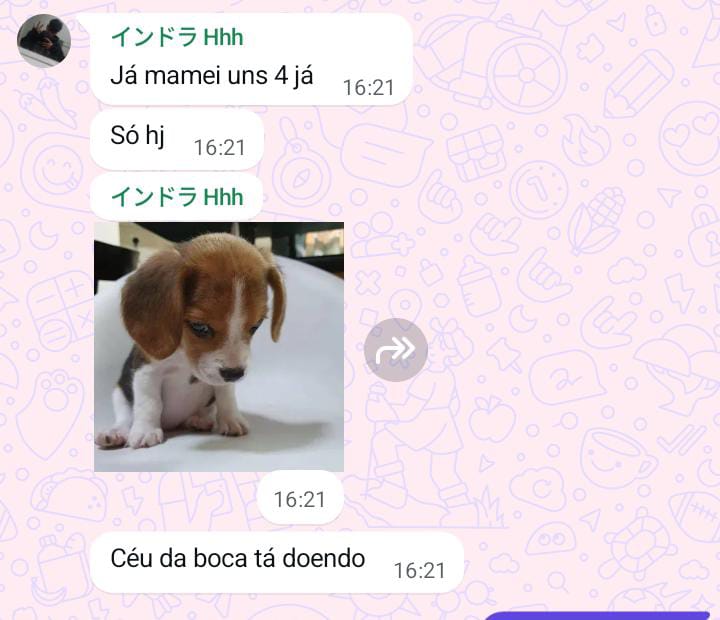 インドラ Hhh
Já mamei uns 4 já 16:21
Só hj 16:21
インドラ Hhh
16:21
Céu da boca tá doendo 16:21